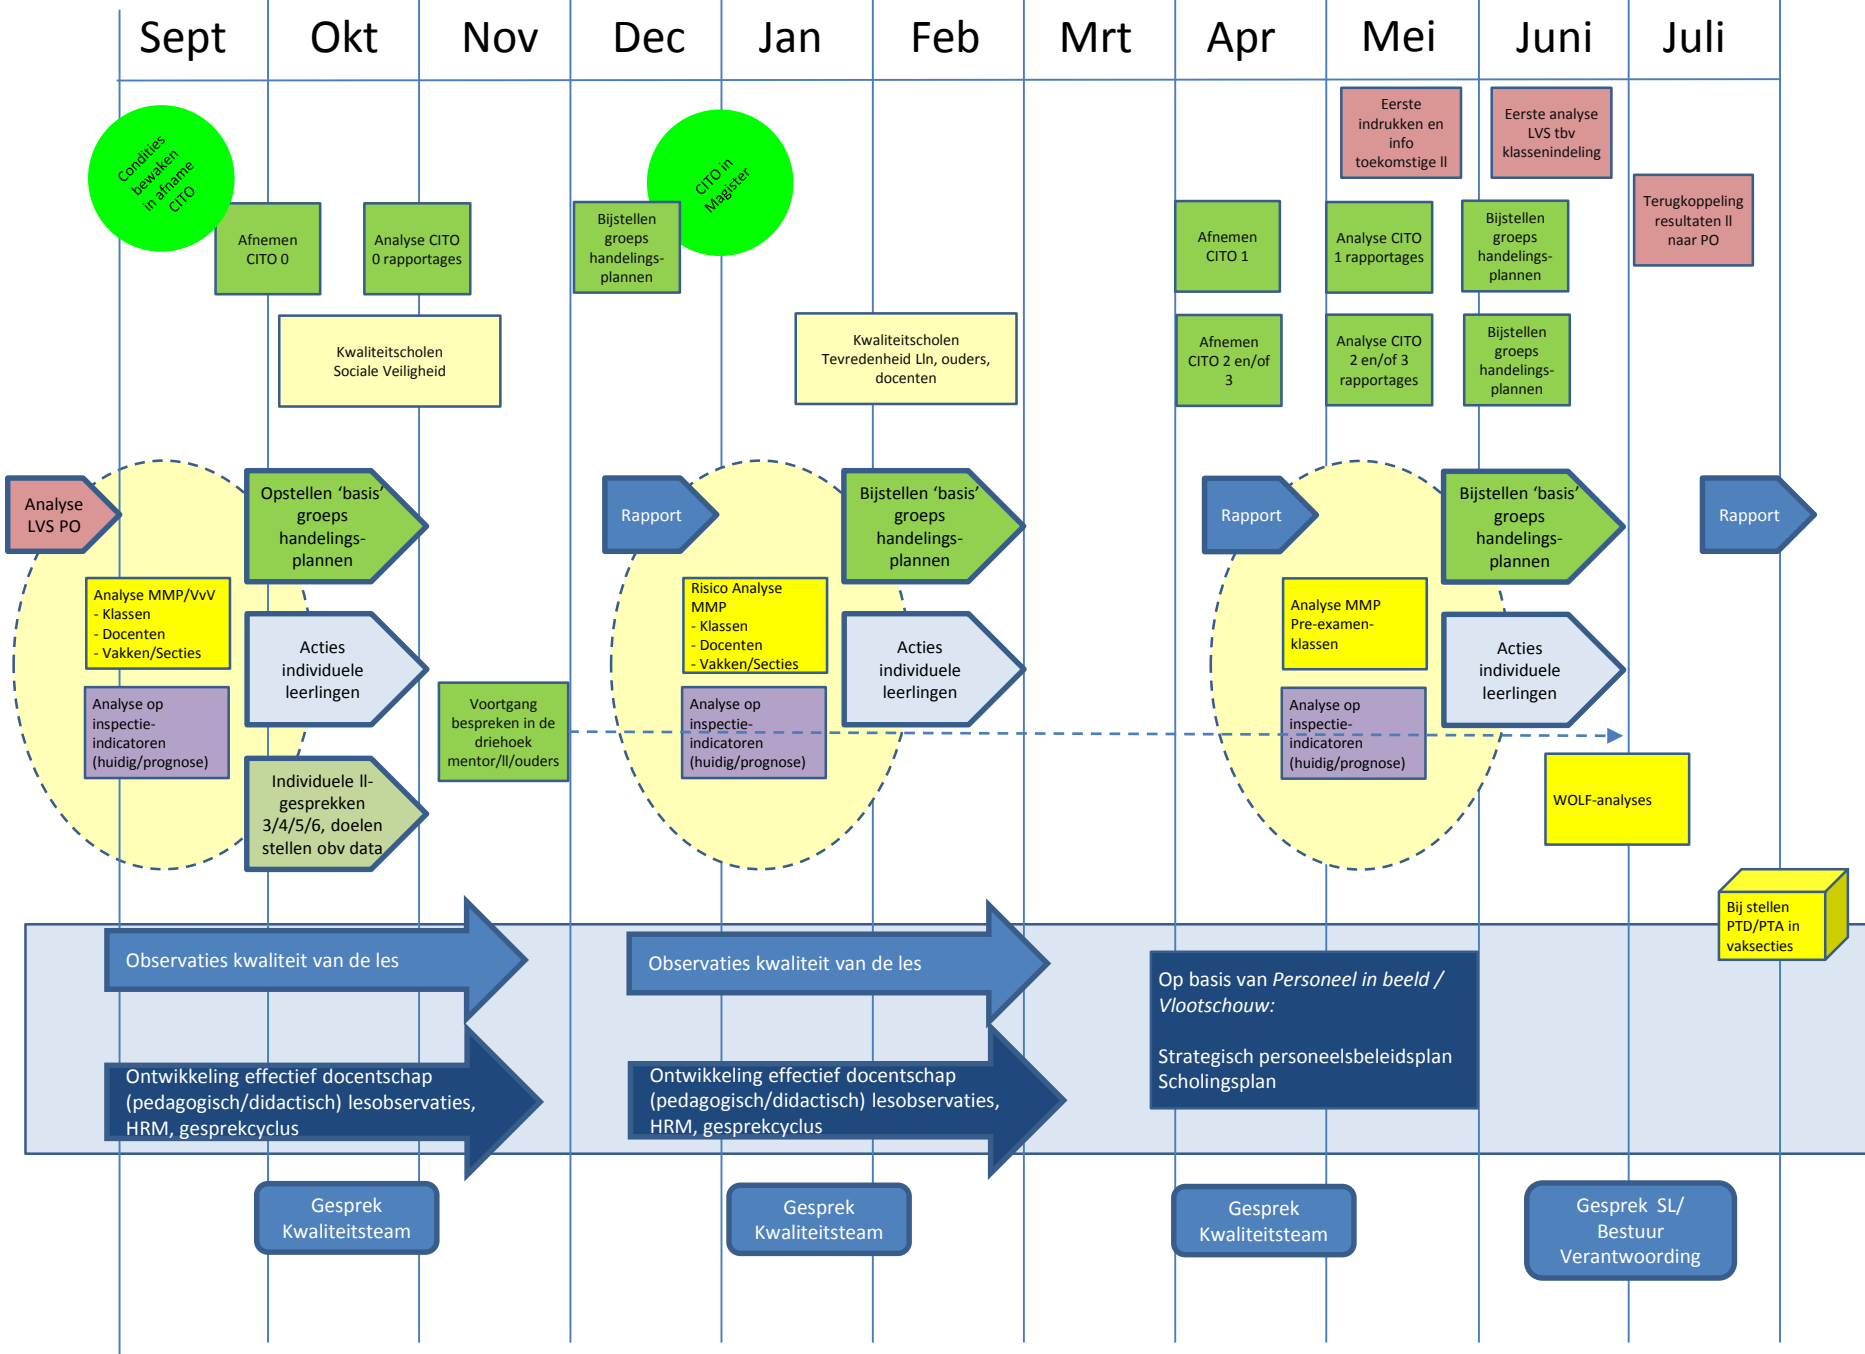 Sept
Okt
Nov
Dec
Jan
Feb
Mrt
Apr
Mei
Juni
Juli
Condities
bewaken
in afname
CITO
CITO in
Magister
Eerste
indrukken en
info
toekomstige ll
Eerste analyse
LVS tbv
klassenindeling
Terugkoppeling
resultaten ll
naar PO
Afnemen
CITO 0
Analyse CITO
0 rapportages
Bijstellen
groeps
handelings-
plannen
Afnemen
CITO 1
Analyse CITO
1 rapportages
Bijstellen
groeps
handelings-
plannen
Kwaliteitscholen
Sociale Veiligheid
Kwaliteitscholen
Tevredenheid Lln, ouders,
docenten
Afnemen
CITO 2 en/of
3
Analyse CITO
2 en/of 3
rapportages
Bijstellen
groeps
handelings-
plannen
Analyse
LVS PO
Opstellen ‘basis’
groeps
handelings-
plannen
Rapport
Bijstellen ‘basis’
groeps
handelings-
plannen
Rapport
Bijstellen ‘basis’
groeps
handelings-
plannen
Rapport
Analyse MMP/VvV
- Klassen
- Docenten
- Vakken/Secties
Acties
individuele
leerlingen
Risico Analyse
MMP
- Klassen
- Docenten
- Vakken/Secties
Acties
individuele
leerlingen
Analyse MMP
Pre-examen-
klassen
Acties
individuele
leerlingen
Analyse op
inspectie-
indicatoren
(huidig/prognose)
Voortgang
bespreken in de
driehoek
mentor/ll/ouders
Analyse op
inspectie-
indicatoren
(huidig/prognose)
Analyse op
inspectie-
indicatoren
(huidig/prognose)
Individuele ll-
gesprekken
3/4/5/6, doelen
stellen obv data
WOLF-analyses
Bij stellen
PTD/PTA in
vaksecties
Observaties kwaliteit van de les
Observaties kwaliteit van de les
Op basis van Personeel in beeld /
Vlootschouw:
Strategisch personeelsbeleidsplan
Scholingsplan
Ontwikkeling effectief docentschap
(pedagogisch/didactisch) lesobservaties,
HRM, gesprekcyclus
Ontwikkeling effectief docentschap
(pedagogisch/didactisch) lesobservaties,
HRM, gesprekcyclus
Gesprek
Kwaliteitsteam
Gesprek
Kwaliteitsteam
Gesprek
Kwaliteitsteam
Gesprek SL/
Bestuur
Verantwoording